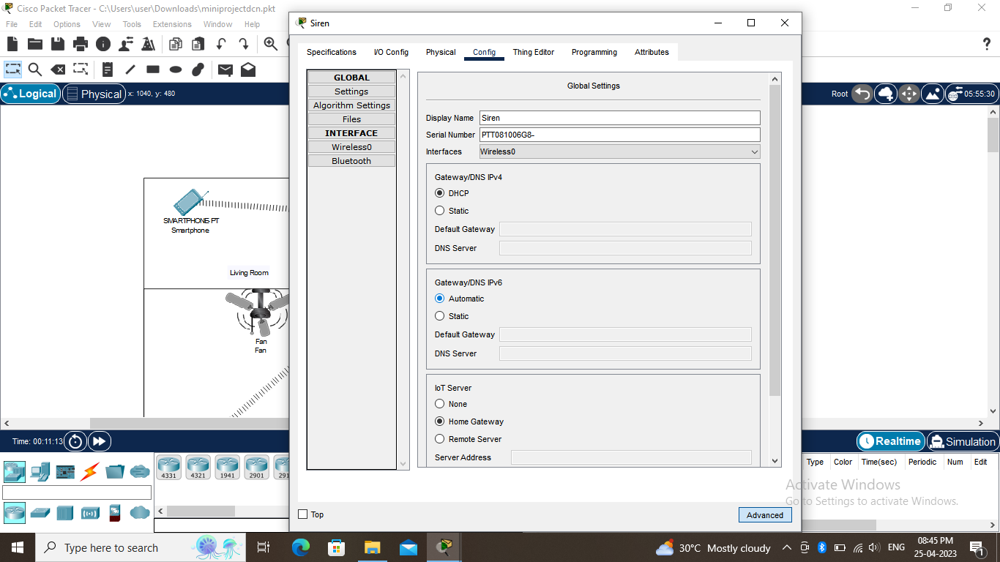 Cisco Packet Tracer - C:\Users\user\Downloads\miniprojectdcn.pkt
File Edit Options View Tools Extensions Window Help
Logical
Physical
x: 1040, y: 480
Root
05:55:30
SMARTPHONE-PT
Smartphone
Living Room
Fan
Fan
Siren
Specifications I/O Config Physical Config Thing Editor Programming Attributes
GLOBAL
Settings
Algorithm Settings
Files
INTERFACE
Wireless0
Bluetooth
Global Settings
Display Name Siren
Serial Number PTT081006G8-
Interfaces Wireless0
Gateway/DNS IPv4
DHCP
Static
Default Gateway
DNS Server
Gateway/DNS IPv6
Automatic
Static
Default Gateway
DNS Server
IoT Server
None
Home Gateway
Remote Server
Server Address
Top
Advanced
Time: 00:11:13
Realtime
Simulation
4331 4321 1941 2901 291
Type Color Time(sec) Periodic Num Edit
Activate Windows
Go to Settings to activate Windows.
Type here to search
30°C Mostly cloudy
ENG
08:45 PM
25-04-2023
1